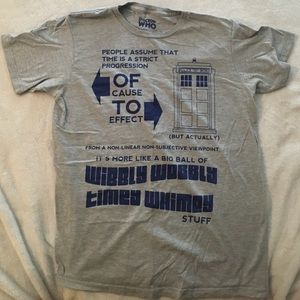 DOCTOR
WHO
PEOPLE ASSUME THAT
TIME IS A STRICT
PROGRESSION
OF
CAUSE
TO
EFFECT
(BUT ACTUALLY)
FROM A NON-LINEAR NON-SUBJECTIVE VIEWPOINT
IT'S MORE LIKE A BIG BALL OF
WIBBLY WOBBLY
TIMEY WHIMEY
STUFF